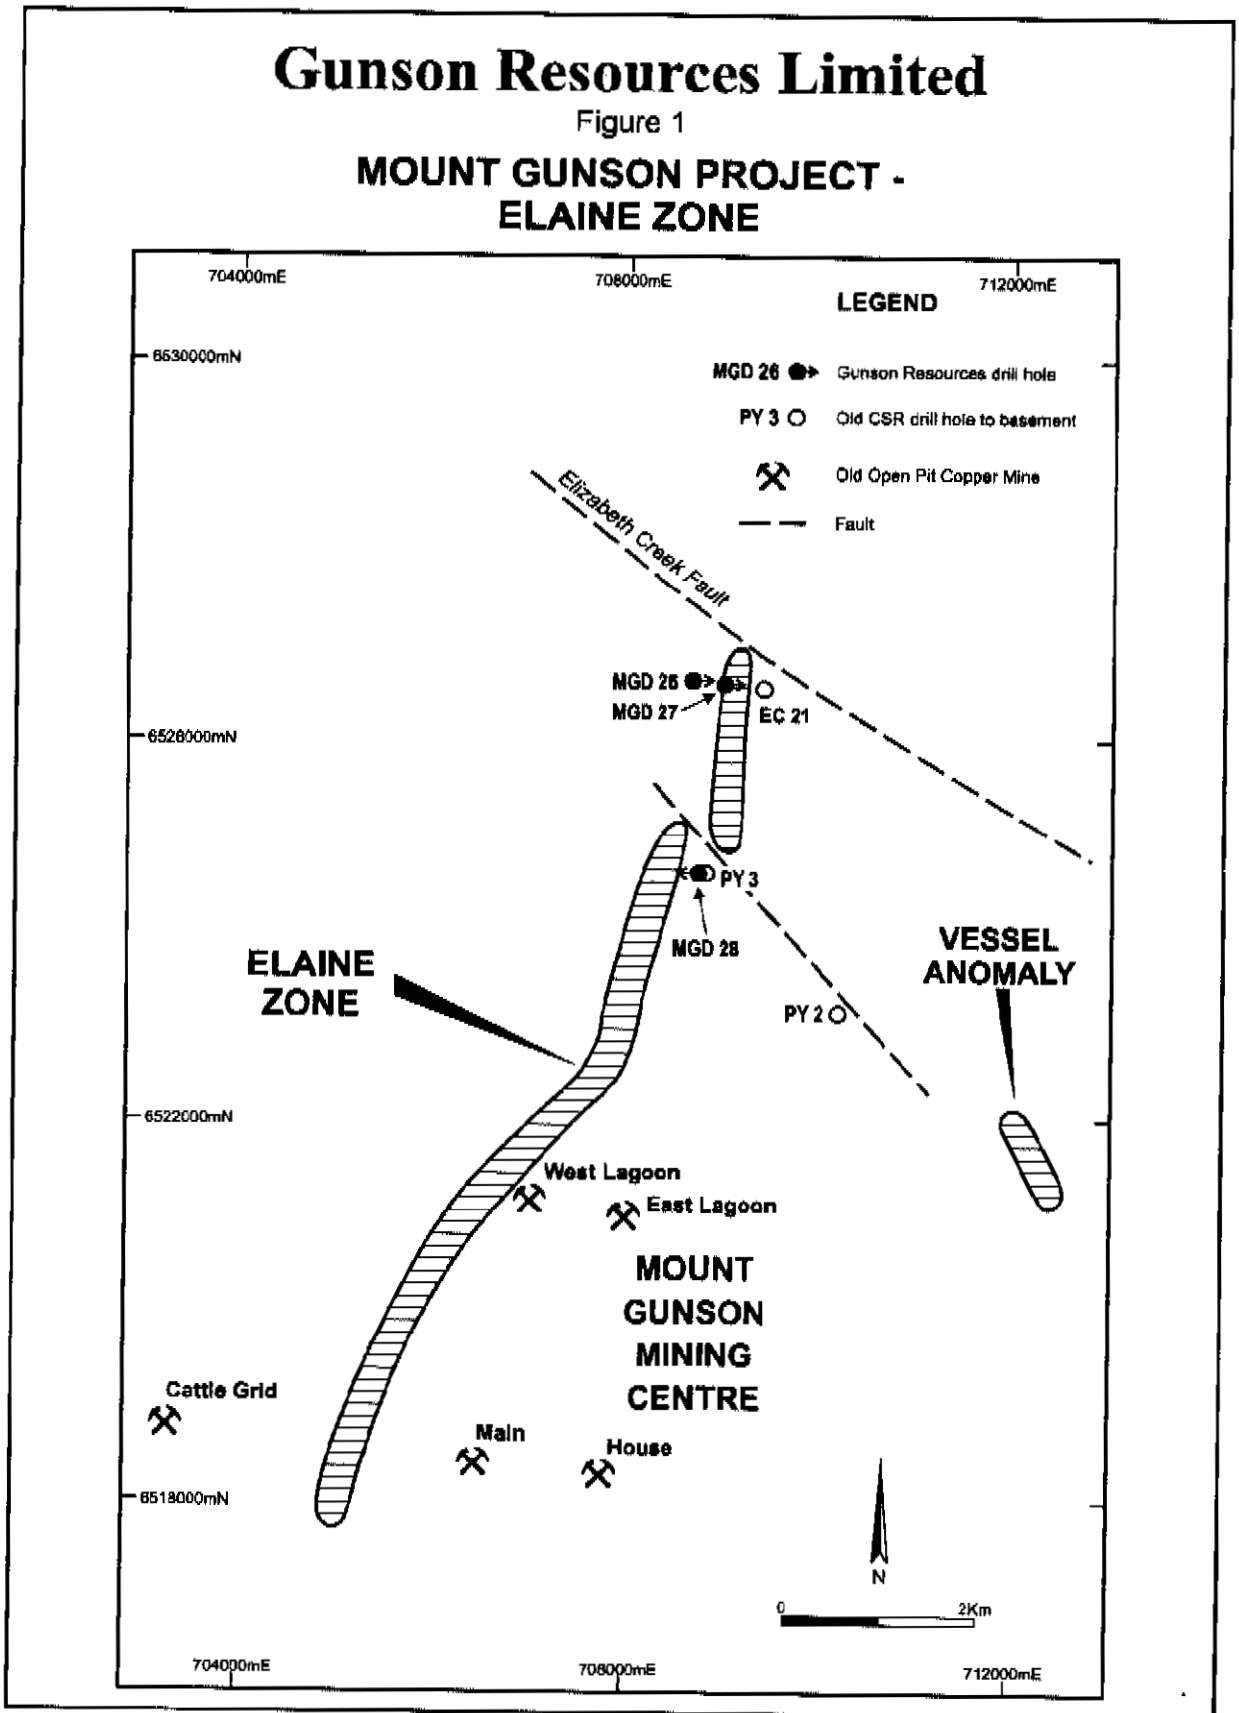 Gunson Resources Limited
Figure 1
MOUNT GUNSON PROJECT -
ELAINE ZONE
704000mE
708000mE
712000mE
LEGEND
6530000mN
MGD 26
Gunson Resources drill hole
PY 3
Old CSR drill hole to basement
Old Open Pit Copper Mine
Fault
Elizabeth Creek Fault
MGD 26
MGD 27
EC 21
6526000mN
PY 3
MGD 28
ELAINE
ZONE
VESSEL
ANOMALY
PY 2
6522000mN
West Lagoon
East Lagoon
MOUNT
GUNSON
MINING
CENTRE
Cattle Grid
Main
House
6518000mN
N
0
2Km
704000mE
708000mE
712000mE